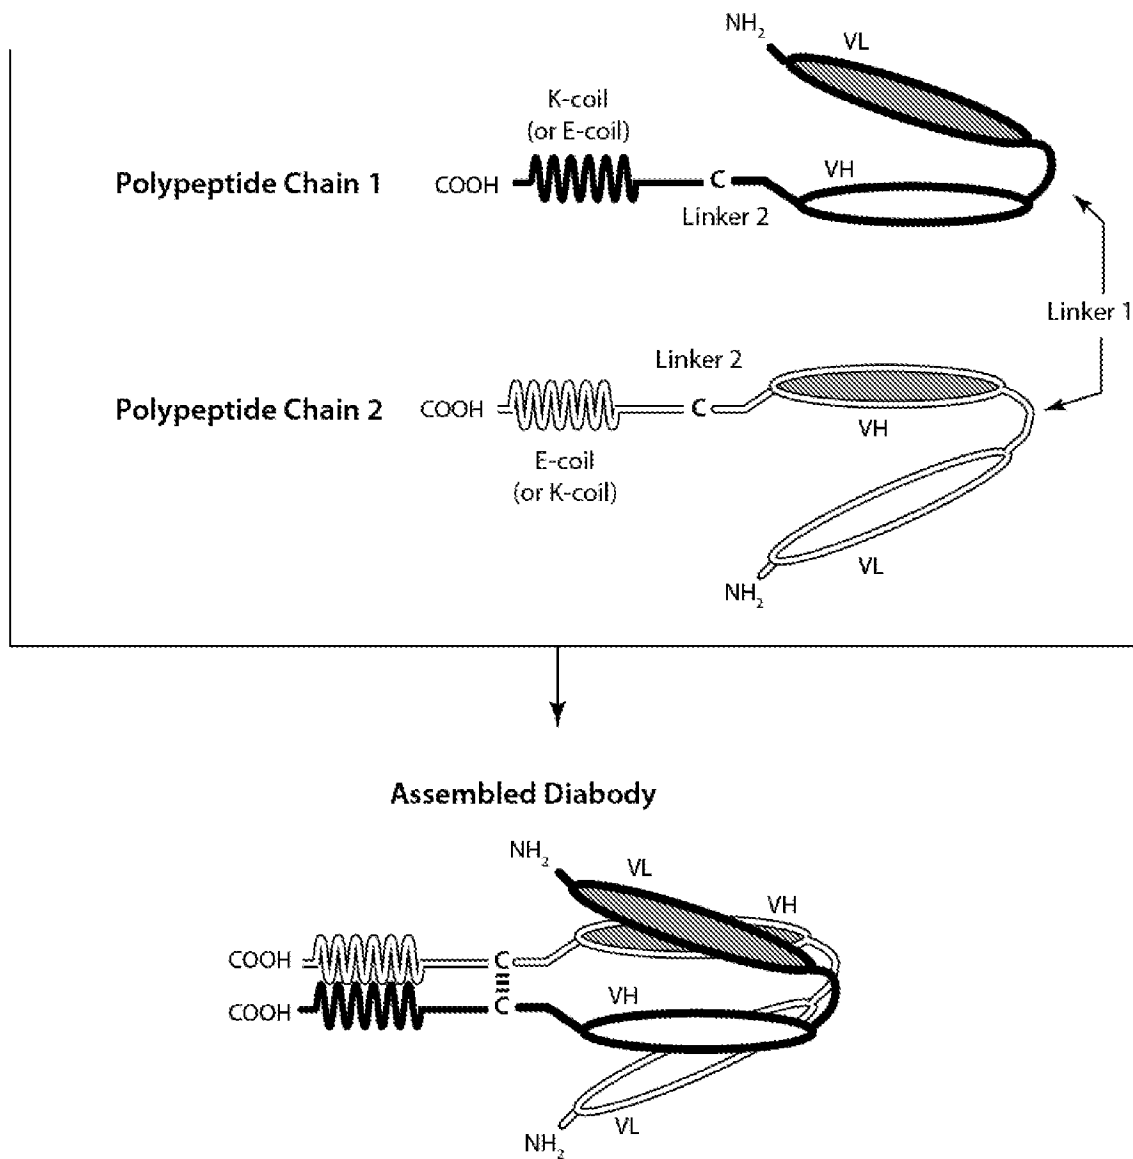 NH₂
VL
K-coil
(or E-coil)
Polypeptide Chain 1
COOH
C
VH
Linker 2
Linker 1
Linker 2
Polypeptide Chain 2
COOH
C
VH
E-coil
(or K-coil)
VL
NH₂
Assembled Diabody
NH₂
VL
VH
COOH
C
COOH
C
VH
VL
NH₂